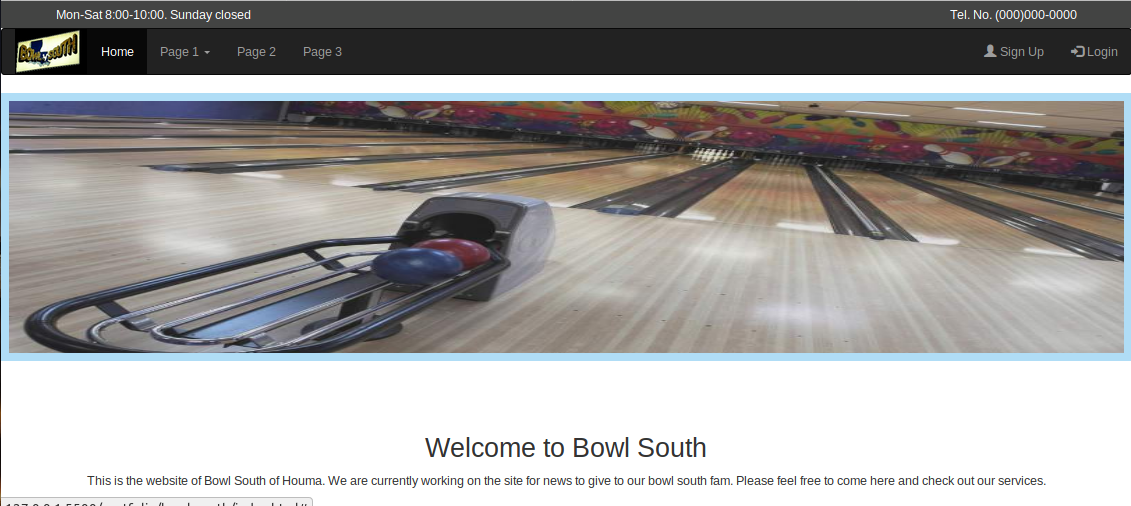 Mon-Sat 8:00-10:00. Sunday closed
Tel. No. (000)000-0000
BOWL SOUTH
Home
Page 1
Page 2
Page 3
Sign Up
Login
Welcome to Bowl South
This is the website of Bowl South of Houma. We are currently working on the site for news to give to our bowl south fam. Please feel free to come here and check out our services.